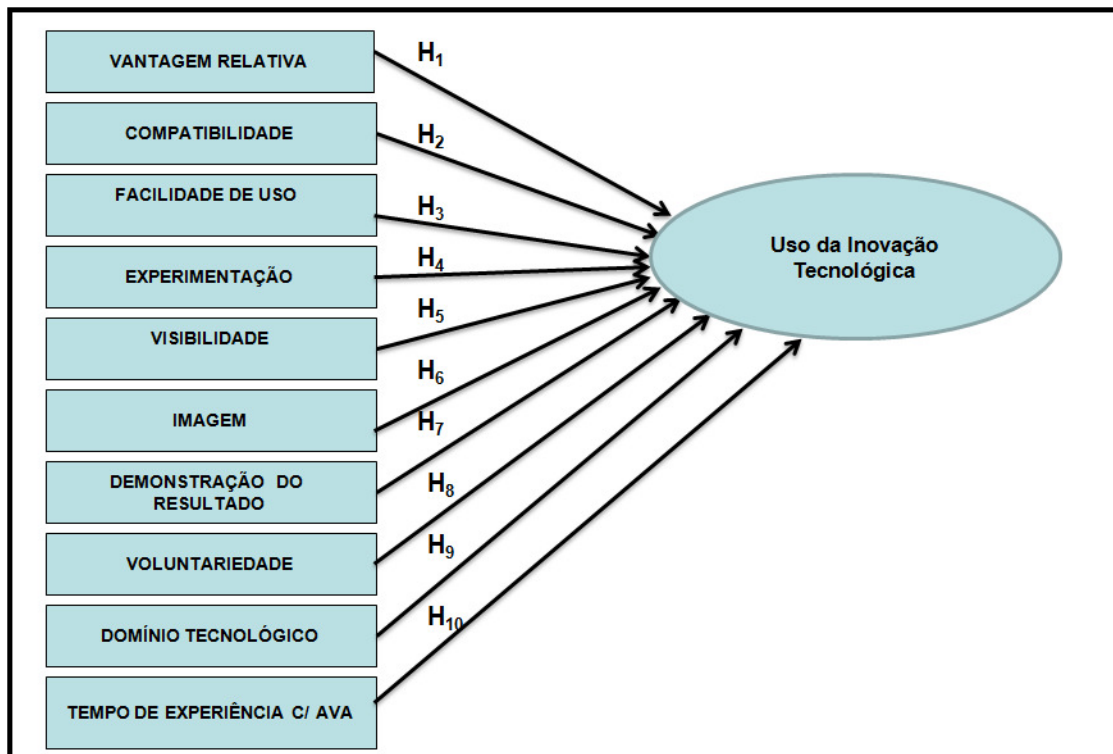 VANTAGEM RELATIVA
H1
COMPATIBILIDADE
H2
FACILIDADE DE USO
H3
EXPERIMENTAÇÃO
H4
VISIBILIDADE
H5
IMAGEM
H6
DEMONSTRAÇÃO DO
RESULTADO
H7
VOLUNTARIEDADE
H8
DOMÍNIO TECNOLÓGICO
H9
TEMPO DE EXPERIÊNCIA C/ AVA
H10
Uso da Inovação
Tecnológica